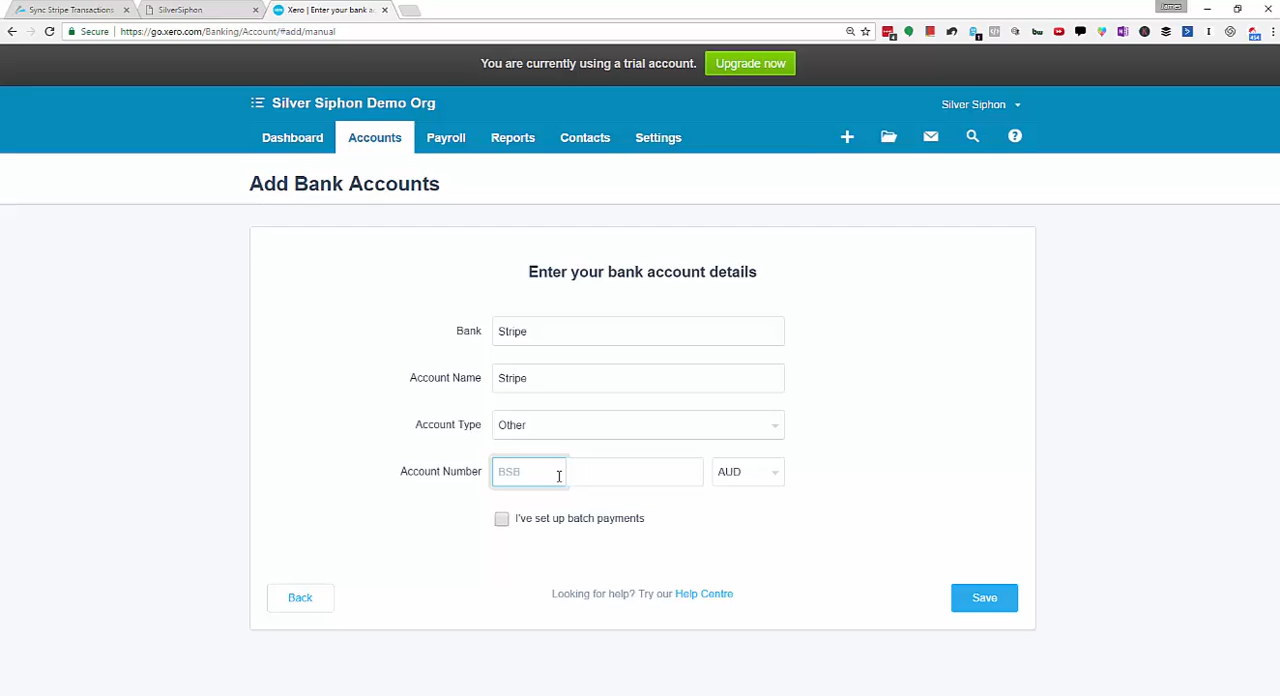 Sync Stripe Transactions
SilverSiphon
Xero | Enter your bank a
James
Secure
https://go.xero.com/Banking/Account/#add/manual
You are currently using a trial account.
Upgrade now
Silver Siphon Demo Org
Silver Siphon
Dashboard
Accounts
Payroll
Reports
Contacts
Settings
Add Bank Accounts
Enter your bank account details
Bank
Stripe
Account Name
Stripe
Account Type
Other
Account Number
BSB
AUD
I've set up batch payments
Back
Looking for help? Try our Help Centre
Save